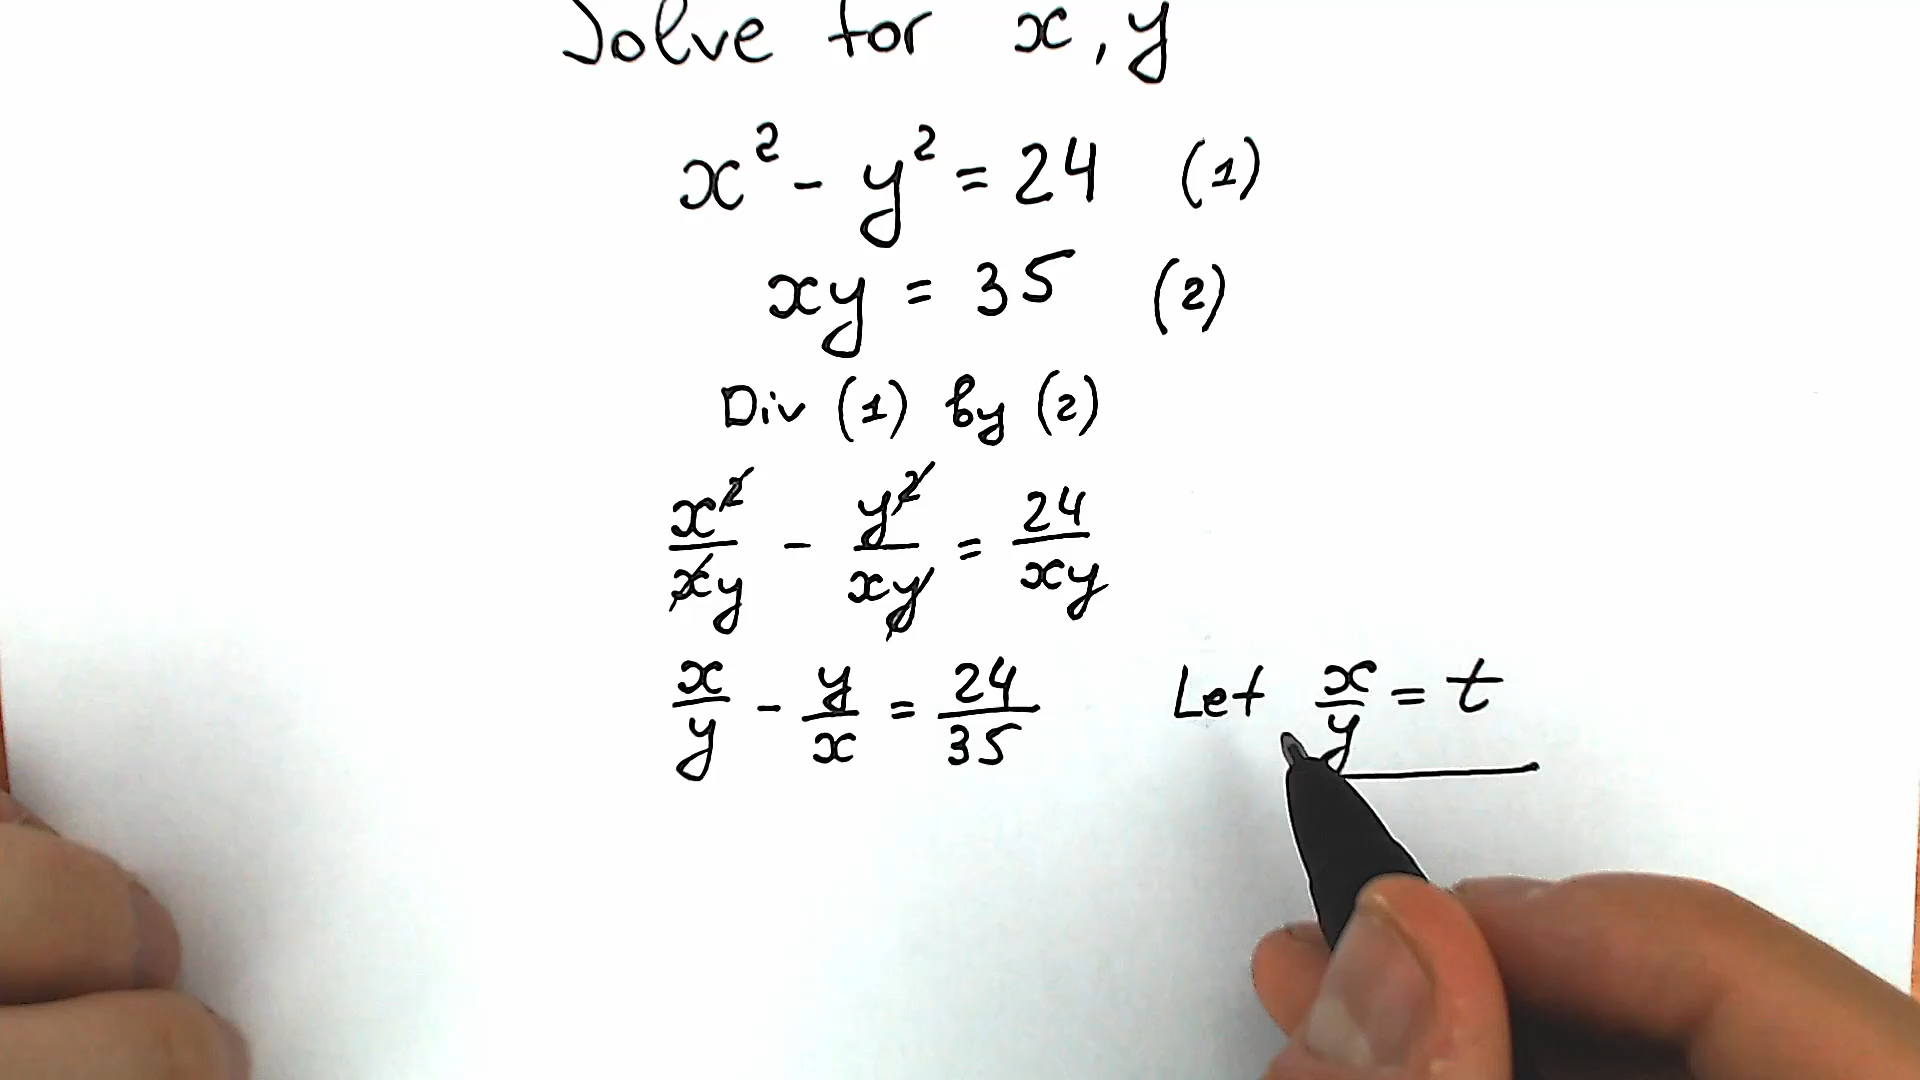 Solve for x, y
x² - y² = 24 (1)
xy = 35 (2)
Div (1) by (2)
x²/xy - y²/xy = 24/xy
x/y - y/x = 24/35 Let x/y = t